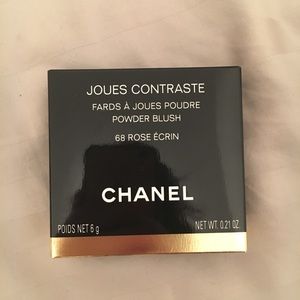 JOUES CONTRASTE
FARDS À JOUES POUDRE
POWDER BLUSH
68 ROSE ÉCRIN
CHANEL
POIDS NET 6 g NET WT. 0.21 OZ.